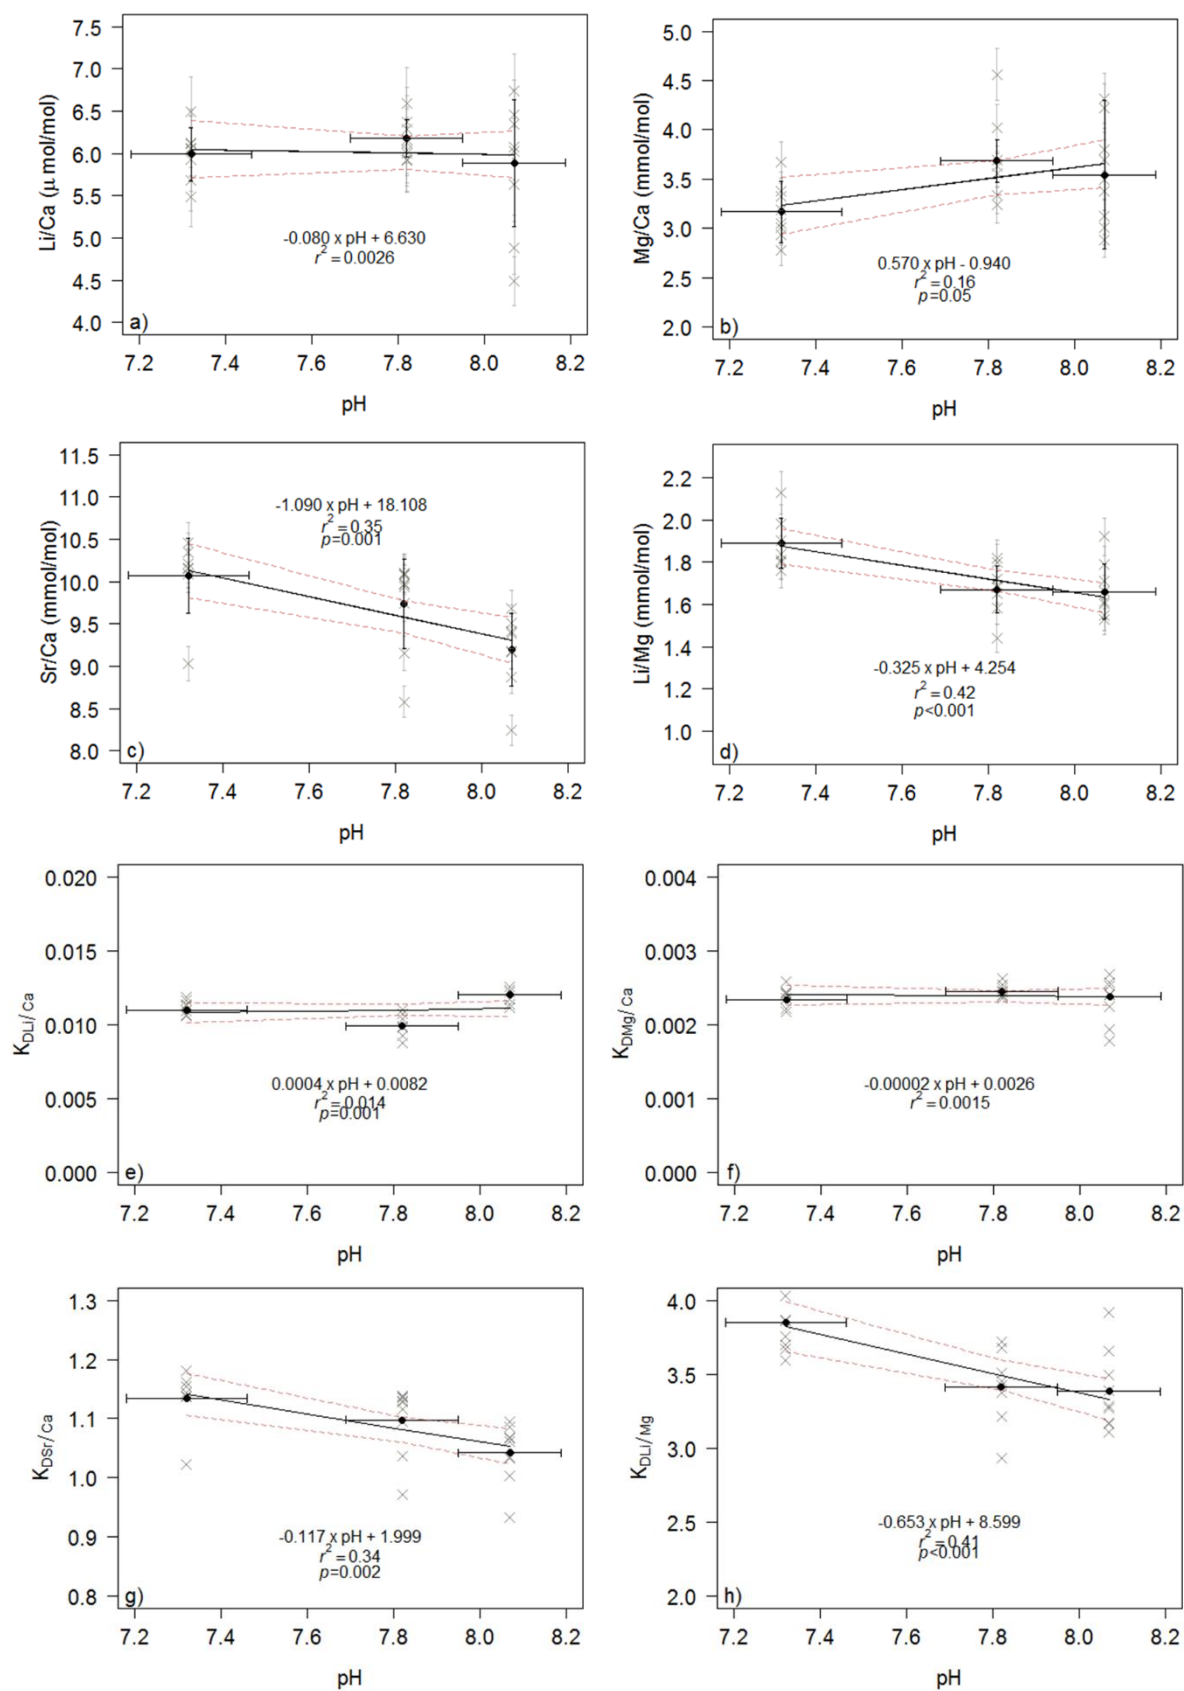 7.5
7.0
6.5
6.0
5.5
5.0
4.5
4.0
Li/Ca (μ mol/mol)
-0.080 x pH + 6.630
r² = 0.0026
a)
7.2 7.4 7.6 7.8 8.0 8.2
pH
5.0
4.5
4.0
3.5
3.0
2.5
2.0
Mg/Ca (mmol/mol)
0.570 x pH - 0.940
r² = 0.16
p=0.05
b)
7.2 7.4 7.6 7.8 8.0 8.2
pH
11.5
11.0
10.5
10.0
9.5
9.0
8.5
8.0
Sr/Ca (mmol/mol)
-1.090 x pH + 18.108
r² = 0.35
p=0.001
c)
7.2 7.4 7.6 7.8 8.0 8.2
pH
2.2
2.0
1.8
1.6
1.4
1.2
1.0
Li/Mg (mmol/mol)
-0.325 x pH + 4.254
r² = 0.42
p<0.001
d)
7.2 7.4 7.6 7.8 8.0 8.2
pH
0.020
0.015
0.010
0.005
0.000
KDLi/Ca
0.0004 x pH + 0.0082
r² = 0.014
p=0.001
e)
7.2 7.4 7.6 7.8 8.0 8.2
pH
0.004
0.003
0.002
0.001
0.000
KDMg/Ca
-0.00002 x pH + 0.0026
r² = 0.0015
f)
7.2 7.4 7.6 7.8 8.0 8.2
pH
1.3
1.2
1.1
1.0
0.9
0.8
KDSr/Ca
-0.117 x pH + 1.999
r² = 0.34
p=0.002
g)
7.2 7.4 7.6 7.8 8.0 8.2
pH
4.0
3.5
3.0
2.5
2.0
KDLi/Mg
-0.653 x pH + 8.599
r² = 0.41
p<0.001
h)
7.2 7.4 7.6 7.8 8.0 8.2
pH